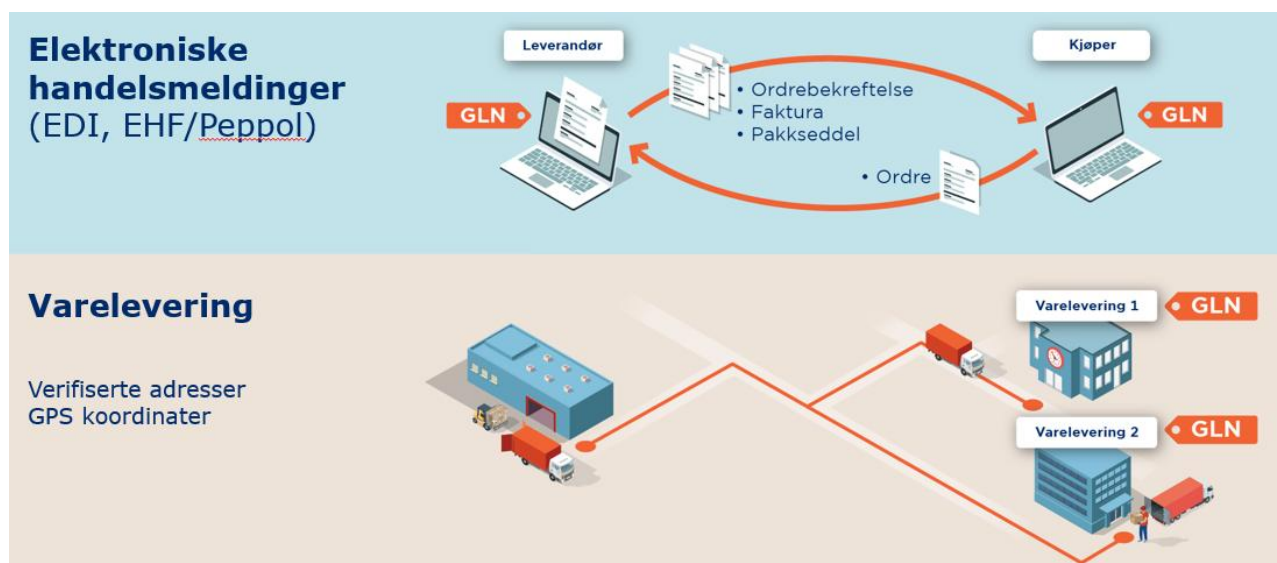 Elektroniske
handelsmeldinger
(EDI, EHF/Peppol)
Leverandør
Kjøper
GLN
GLN
• Ordrebekreftelse
• Faktura
• Pakkseddel
• Ordre
Varelevering
Verifiserte adresser
GPS koordinater
Varelevering 1
GLN
Varelevering 2
GLN